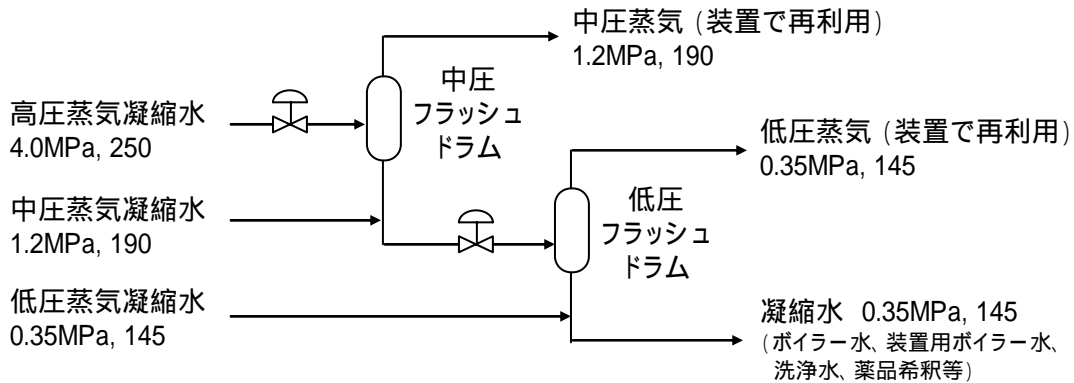 中圧蒸気 (装置で再利用)
1.2MPa, 190
中圧
フラッシュ
ドラム
高圧蒸気凝縮水
4.0MPa, 250
低圧蒸気 (装置で再利用)
0.35MPa, 145
中圧蒸気凝縮水
1.2MPa, 190
低圧
フラッシュ
ドラム
低圧蒸気凝縮水
0.35MPa, 145
凝縮水 0.35MPa, 145
(ボイラー水、装置用ボイラー水、
洗浄水、薬品希釈等)